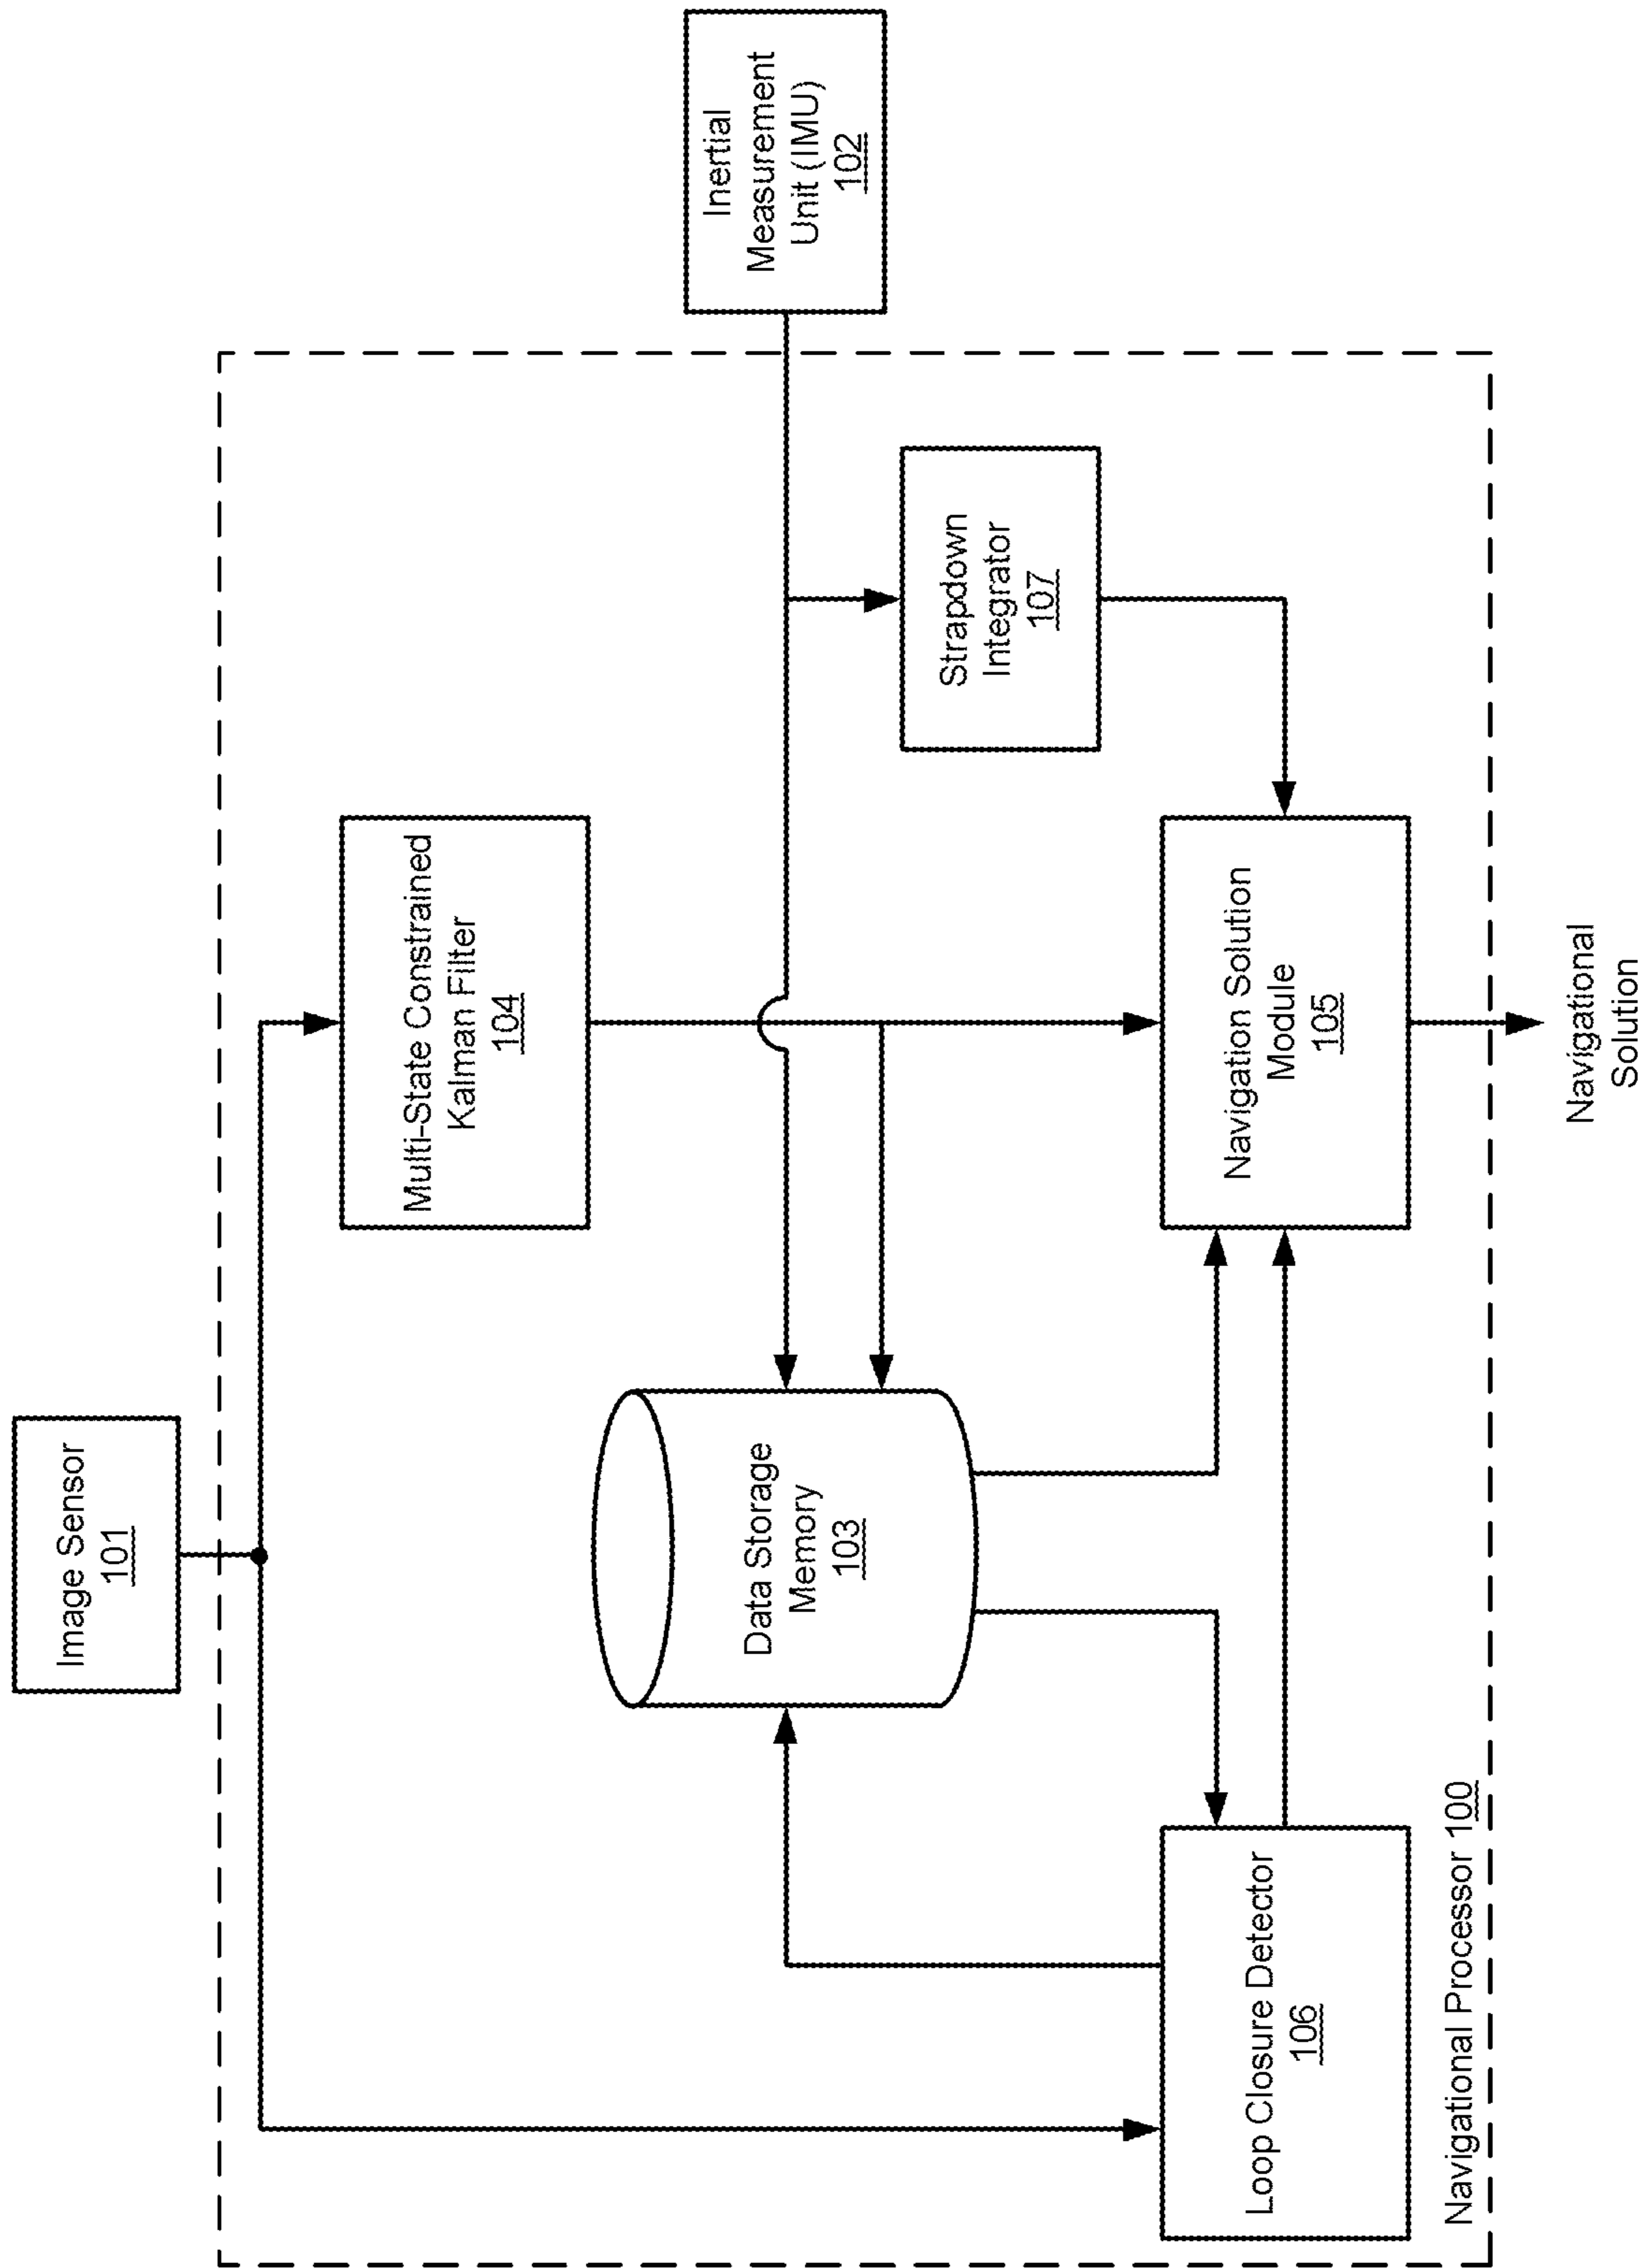 Image Sensor
101
Multi-State Constrained
Kalman Filter
104
Inertial
Measurement
Unit (IMU)
102
Data Storage
Memory
103
Strapdown
Integrator
107
Loop Closure Detector
106
Navigation Solution
Module
105
Navigational Processor 100
Navigational
Solution